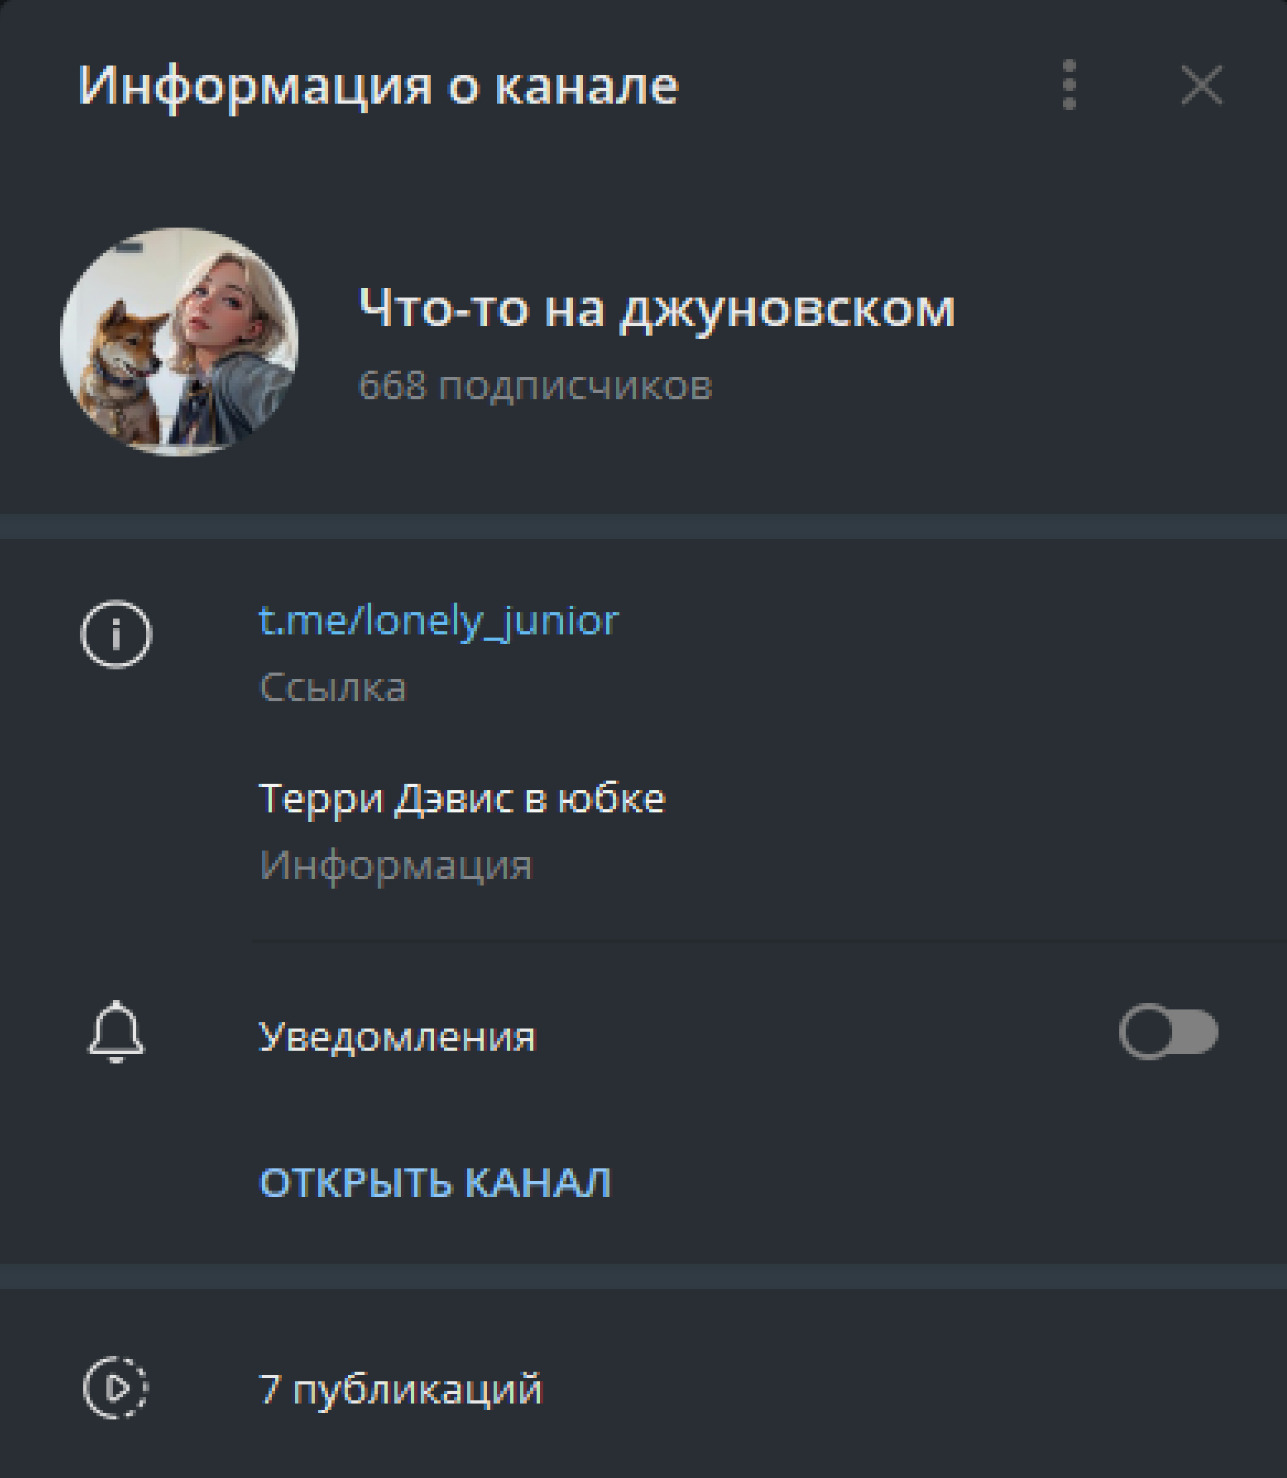 Информация о канале
Что-то на джуновском
668 подписчиков
t.me/lonely_junior
Ссылка
Терри Дэвис в юбке
Информация
Уведомления
ОТКРЫТЬ КАНАЛ
7 публикаций